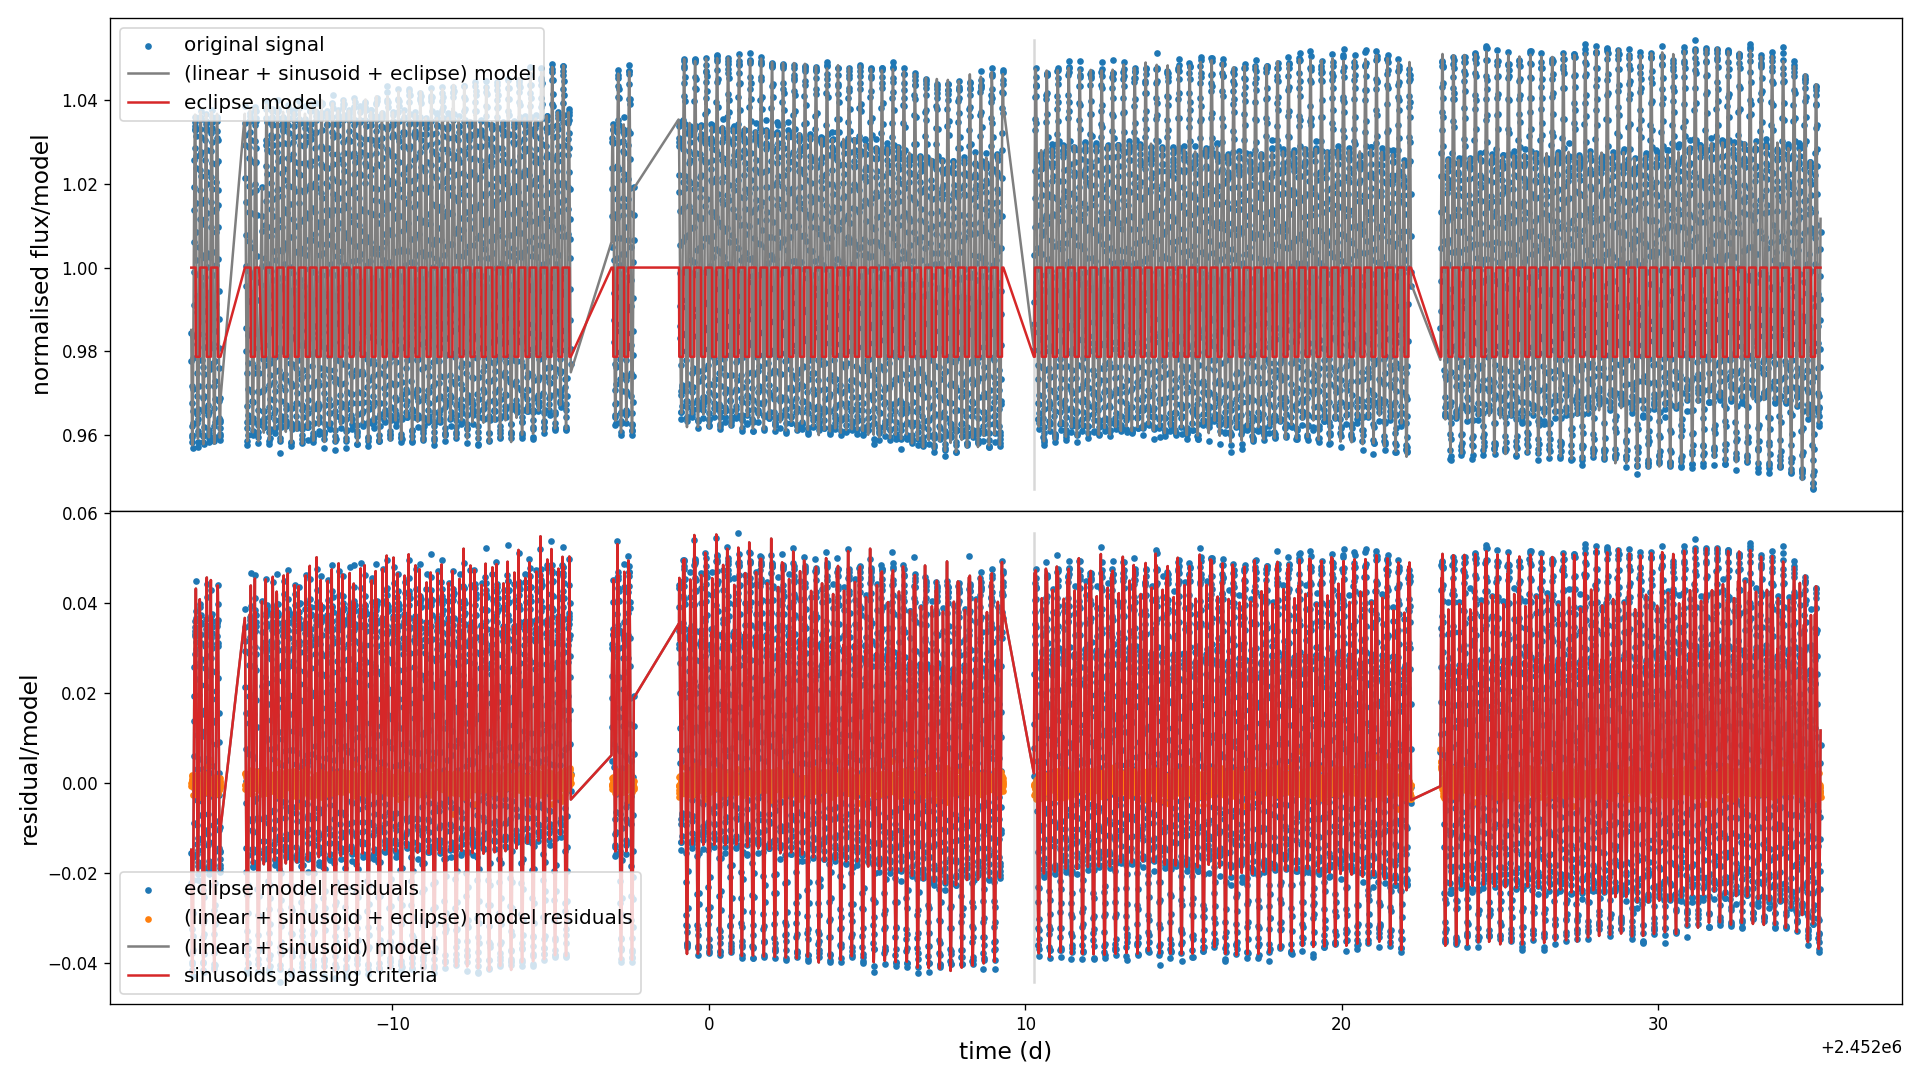 original signal
(linear + sinusoid + eclipse) model
eclipse model
normalised flux/model
1.04
1.02
1.00
0.98
0.96
residual/model
0.06
0.04
0.02
0.00
−0.02
−0.04
eclipse model residuals
(linear + sinusoid + eclipse) model residuals
(linear + sinusoid) model
sinusoids passing criteria
−10
0
10
20
30
time (d)
+2.452e6